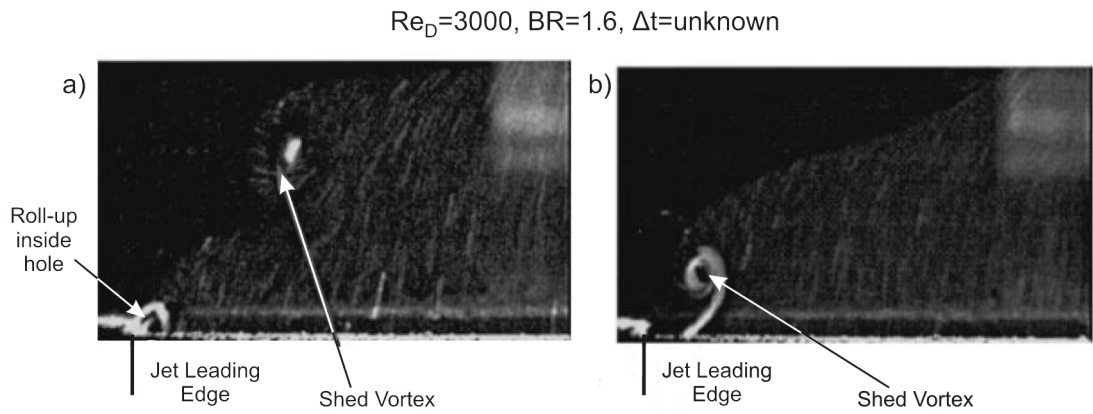 Re_D=3000, BR=1.6, Δt=unknown
a)
b)
Roll-up
inside
hole
Jet Leading
Edge
Shed Vortex
Jet Leading
Edge
Shed Vortex